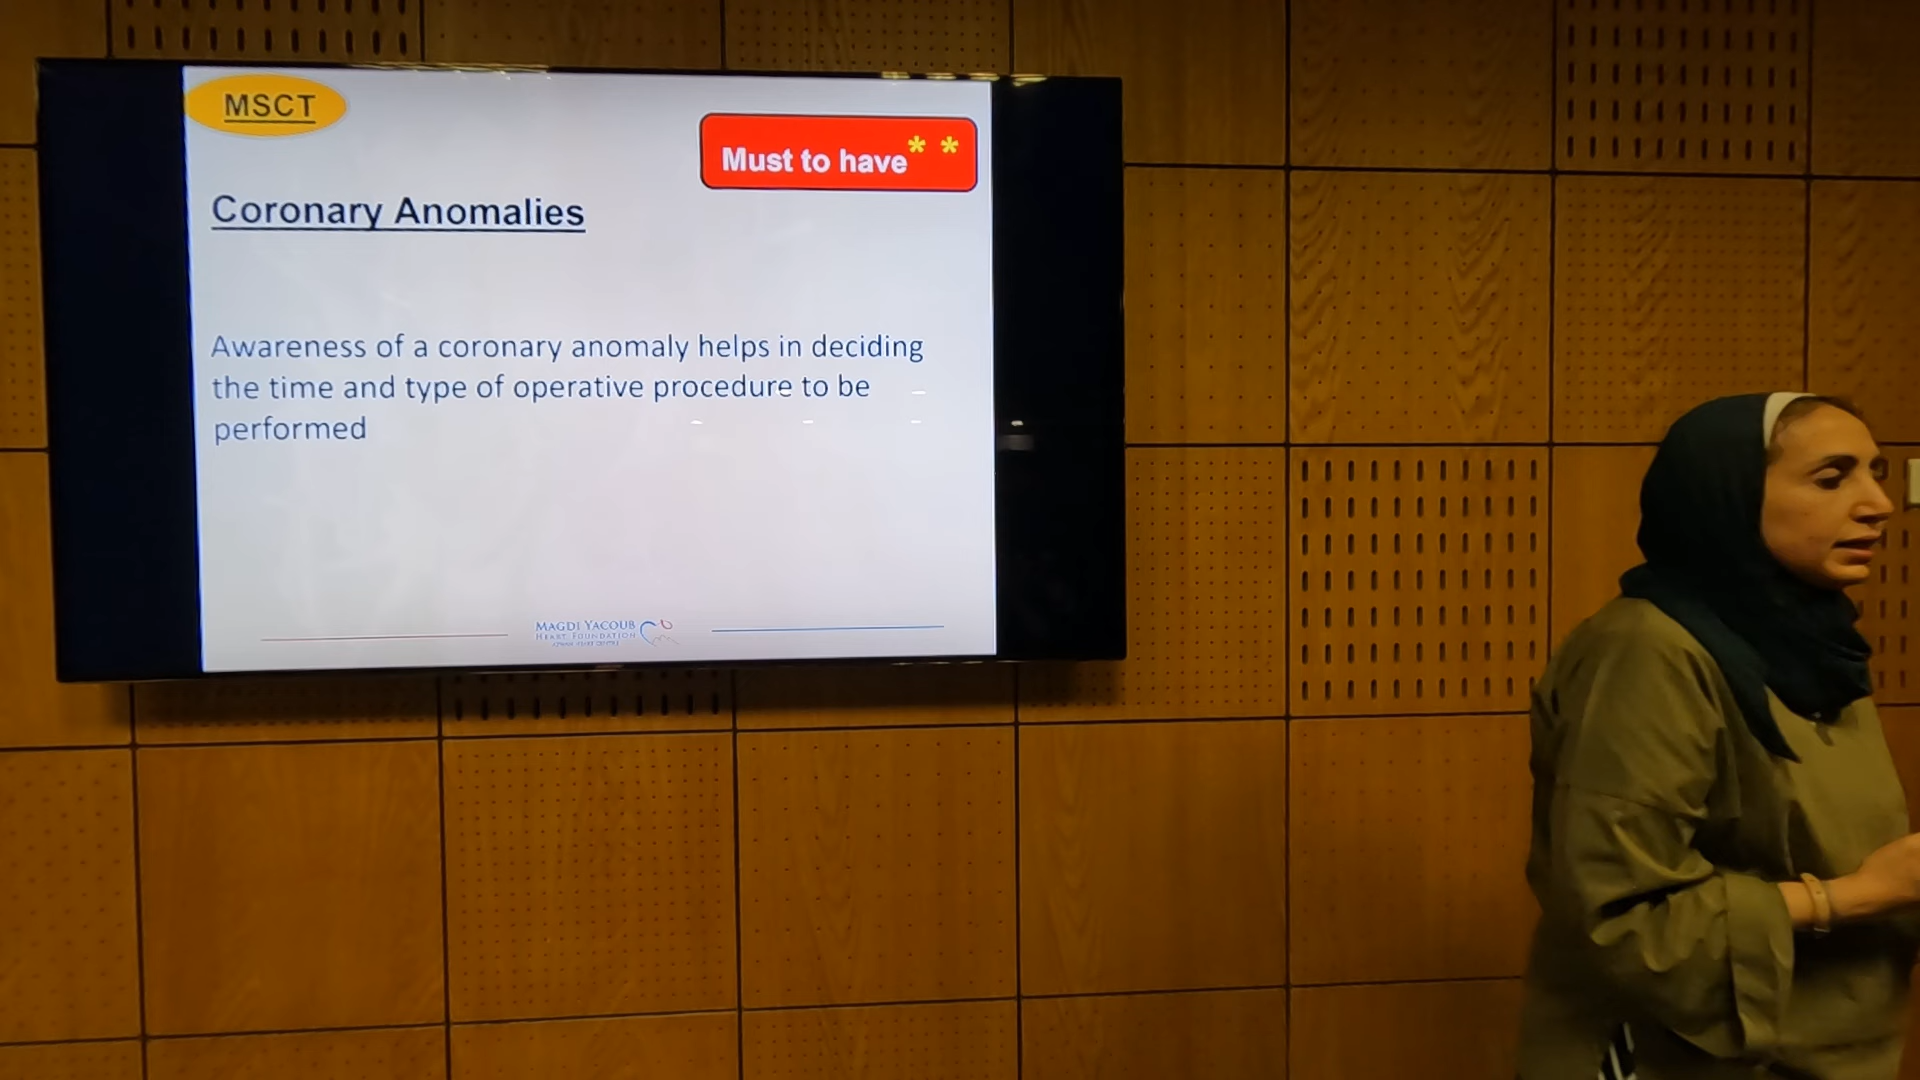 MSCT
Must to have* *
Coronary Anomalies
Awareness of a coronary anomaly helps in deciding
the time and type of operative procedure to be
performed
MAGDI YACOUB
HEART FOUNDATION